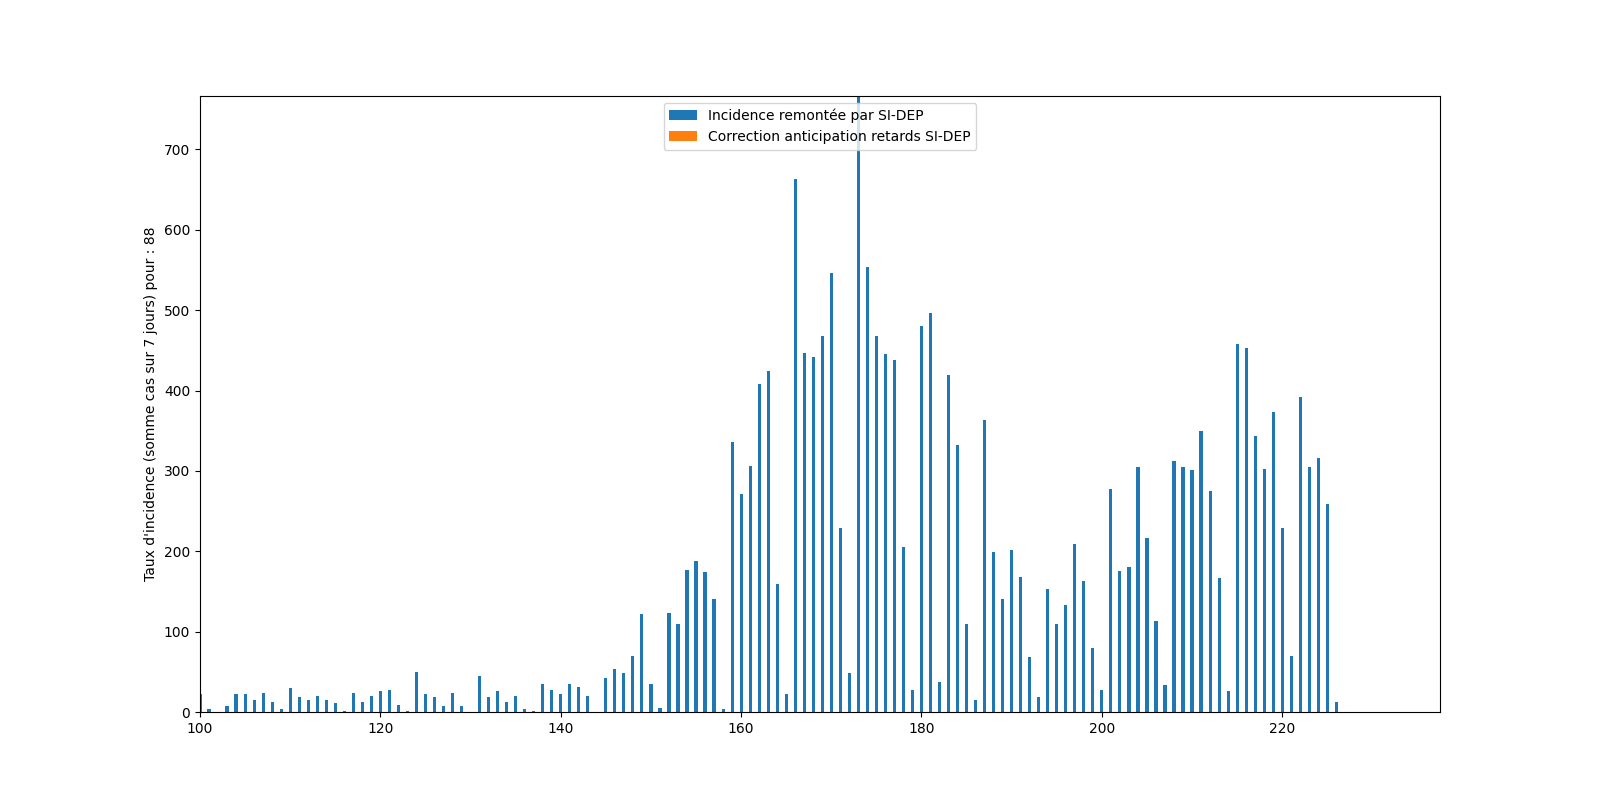 Incidence remontée par SI-DEP
Correction anticipation retards SI-DEP
Taux d'incidence (somme cas sur 7 jours) pour : 88
700
600
500
400
300
200
100
0
100 120 140 160 180 200 220